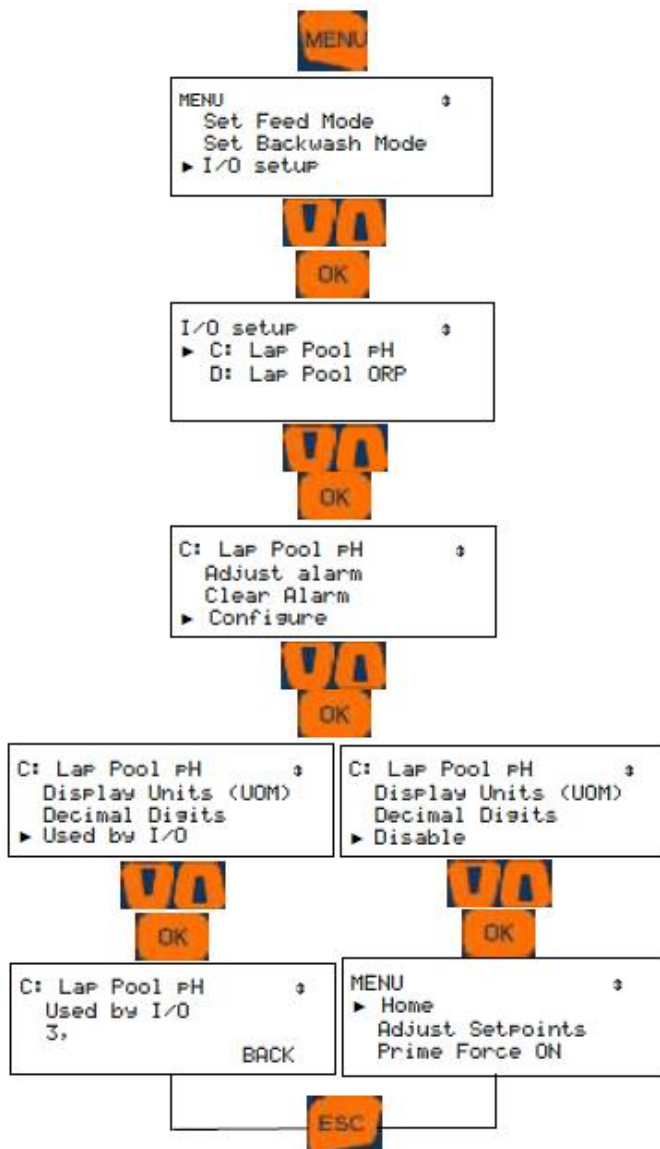 MENU
MENU
Set Feed Mode
Set Backwash Mode
I/O setup
OK
I/O setup
C: Lap Pool pH
D: Lap Pool ORP
OK
C: Lap Pool pH
Adjust alarm
Clear Alarm
Configure
OK
C: Lap Pool pH
Display Units (UOM)
Decimal Digits
Used by I/O
OK
C: Lap Pool pH
Used by I/O
3,
BACK
C: Lap Pool pH
Display Units (UOM)
Decimal Digits
Disable
OK
MENU
Home
Adjust Setpoints
Prime Force ON
ESC